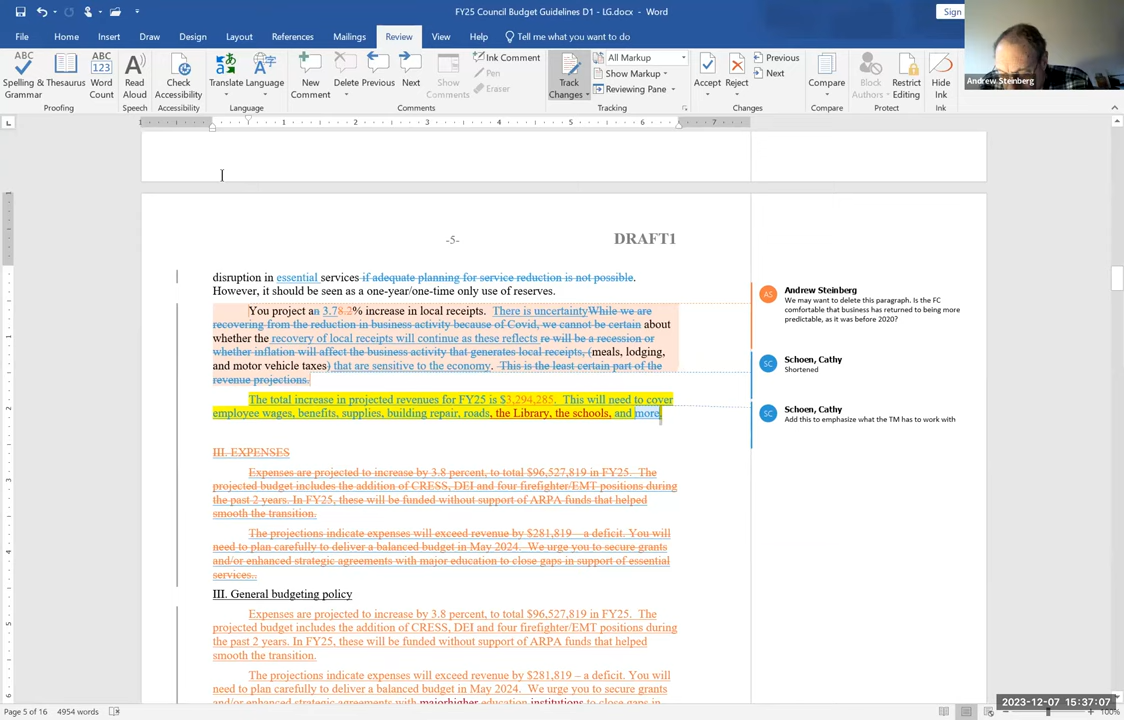 FY25 Council Budget Guidelines D1 - LG.docx - Word
Sign
File Home Insert Draw Design Layout References Mailings Review View Help Tell me what you want to do
Spelling & Grammar
Thesaurus
Word Count
Read Aloud
Check Accessibility
Translate
Language
New Comment
Delete
Previous
Next
Show Comments
Ink Comment
Pen
Eraser
Track Changes
All Markup
Show Markup
Reviewing Pane
Accept
Reject
Previous
Next
Compare
Block Authors
Restrict Editing
Hide Ink
Proofing Speech Accessibility Language Comments Tracking Changes Compare Protect Ink
Andrew Steinberg
-5- DRAFT1
disruption in essential services if adequate planning for service reduction is not possible.
However, it should be seen as a one-year/one-time only use of reserves.
You project an 3.78.2% increase in local receipts. There is uncertaintyWhile we are
recovering from the reduction in business activity because of Covid, we cannot be certain about
whether the recovery of local receipts will continue as these reflects re will be a recession or
whether inflation will affect the business activity that generates local receipts, (meals, lodging,
and motor vehicle taxes) that are sensitive to the economy. This is the least certain part of the
revenue projections.
The total increase in projected revenues for FY25 is $3,294,285. This will need to cover
employee wages, benefits, supplies, building repair, roads, the Library, the schools, and more.
III. EXPENSES
Expenses are projected to increase by 3.8 percent, to total $96,527,819 in FY25. The
projected budget includes the addition of CRESS, DEI and four firefighter/EMT positions during
the past 2 years. In FY25, these will be funded without support of ARPA funds that helped
smooth the transition.
The projections indicate expenses will exceed revenue by $281,819 – a deficit. You will
need to plan carefully to deliver a balanced budget in May 2024. We urge you to secure grants
and/or enhanced strategic agreements with major education to close gaps in support of essential
services..
III. General budgeting policy
Expenses are projected to increase by 3.8 percent, to total $96,527,819 in FY25. The
projected budget includes the addition of CRESS, DEI and four firefighter/EMT positions during
the past 2 years. In FY25, these will be funded without support of ARPA funds that helped
smooth the transition.
The projections indicate expenses will exceed revenue by $281,819 – a deficit. You will
need to plan carefully to deliver a balanced budget in May 2024. We urge you to secure grants
and/or enhanced strategic agreements with majorhigher education institutions to close gaps in
AS Andrew Steinberg
We may want to delete this paragraph. Is the FC
comfortable that business has returned to being more
predictable, as it was before 2020?
SC Schoen, Cathy
Shortened
SC Schoen, Cathy
Add this to emphasize what the TM has to work with
Page 5 of 16 4954 words
2023-12-07 15:37:07
100%